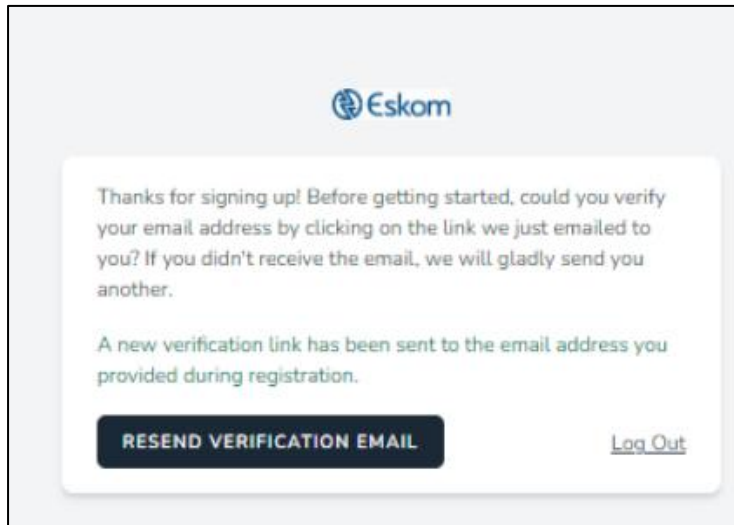 Eskom
Thanks for signing up! Before getting started, could you verify
your email address by clicking on the link we just emailed to
you? If you didn't receive the email, we will gladly send you
another.
A new verification link has been sent to the email address you
provided during registration.
RESEND VERIFICATION EMAIL
Log Out